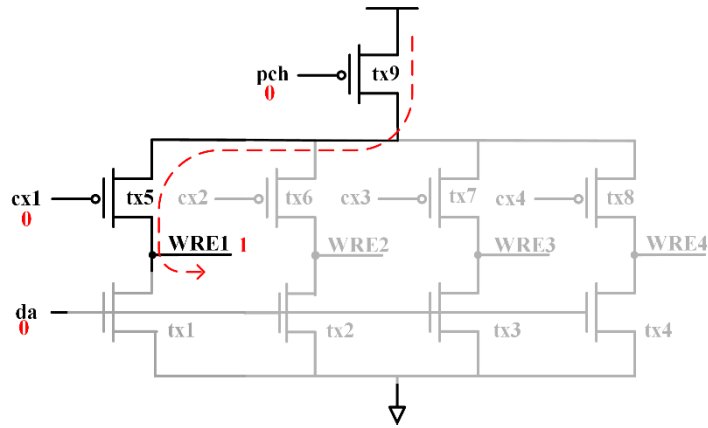 pch tx9
0
cx1 tx5 cx2 tx6 cx3 tx7 cx4 tx8
0
WRE1 1 WRE2 WRE3 WRE4
da
0 tx1 tx2 tx3 tx4